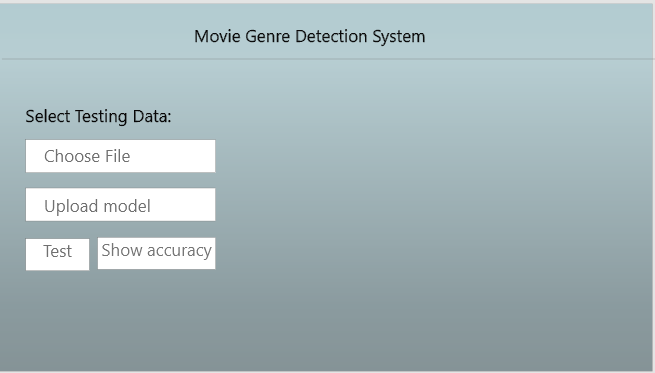 Movie Genre Detection System
Select Testing Data:
Choose File
Upload model
Test
Show accuracy